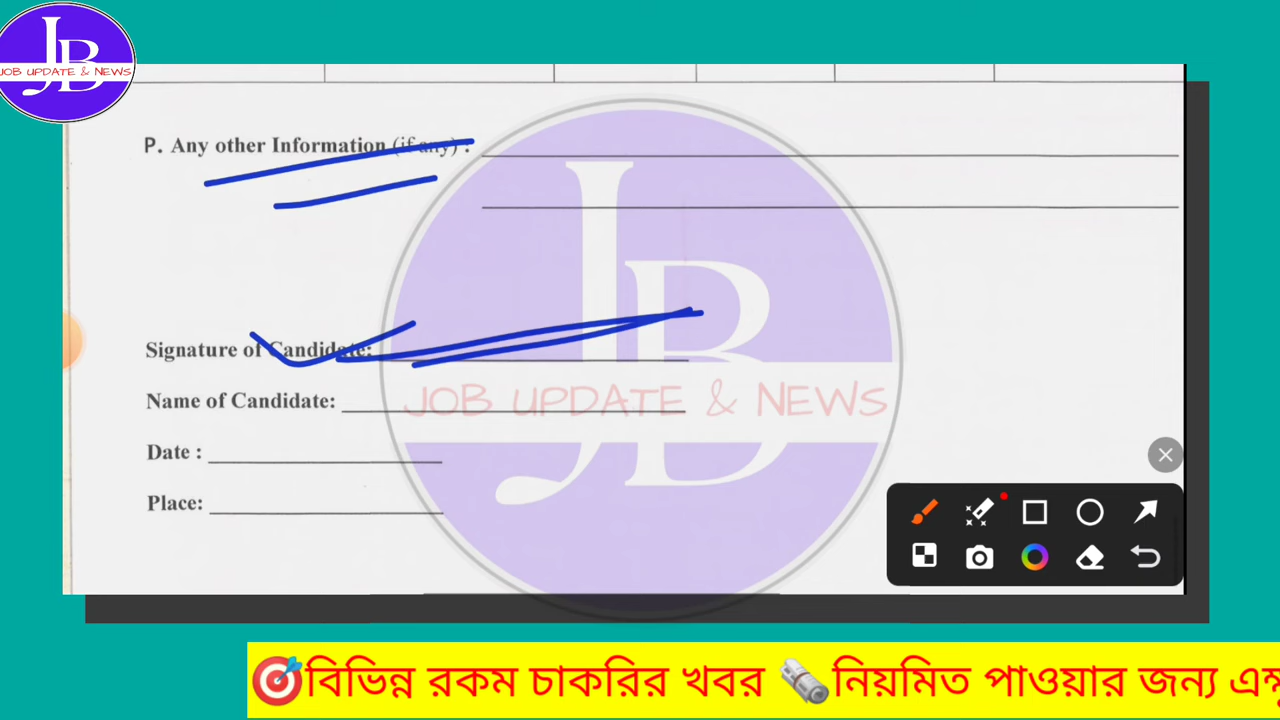 JB
JOB UPDATE & NEWS
P. Any other Information (if any) :
Signature of Candidate:
JB
JOB UPDATE & NEWS
Name of Candidate:
Date :
Place:
🎯বিভিন্ন রকম চাকরির খবর 🗞️নিয়মিত পাওয়ার জন্য